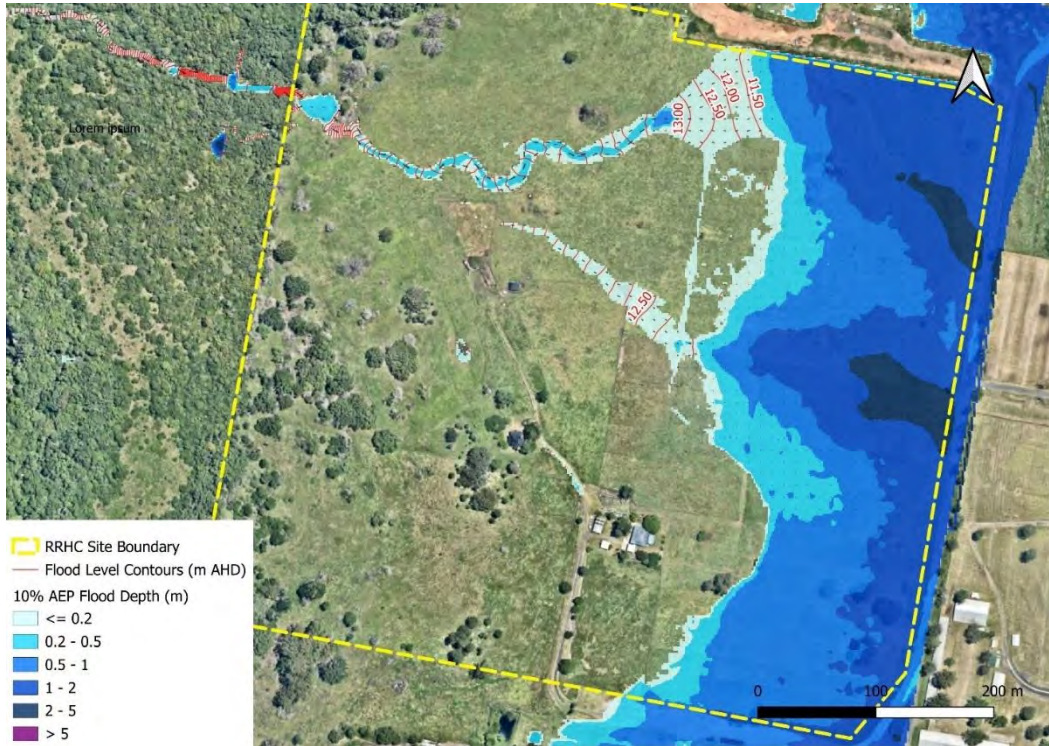 Lorem ipsum
13.00
12.50
12.00
11.50
12.50
RRHC Site Boundary
Flood Level Contours (m AHD)
10% AEP Flood Depth (m)
<= 0.2
0.2 - 0.5
0.5 - 1
1 - 2
2 - 5
> 5
0 100 200 m